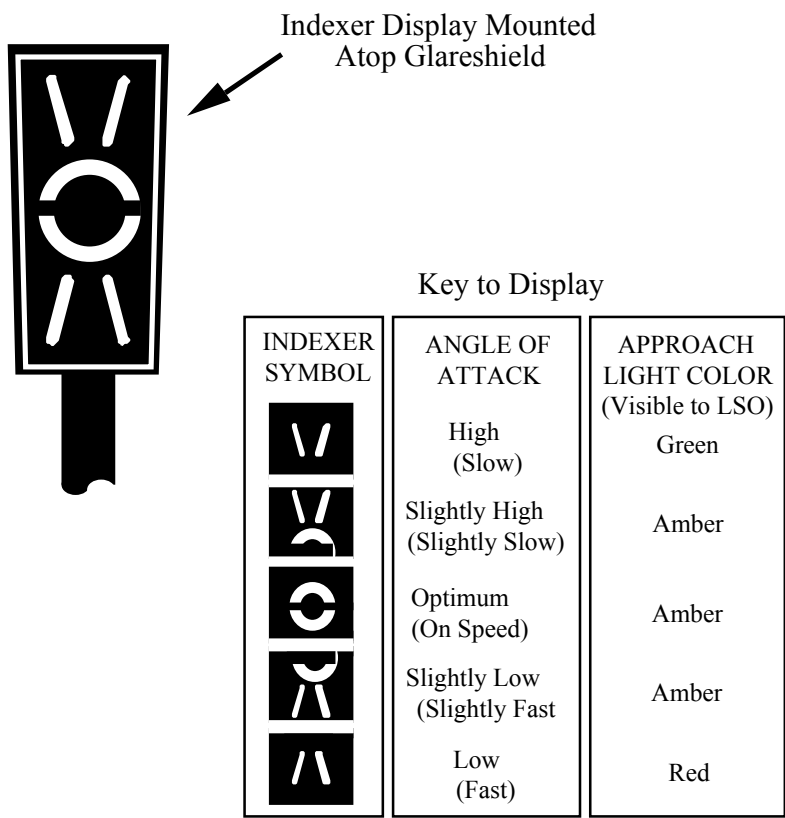 Indexer Display Mounted
Atop Glareshield
Key to Display
INDEXER
SYMBOL
ANGLE OF
ATTACK
APPROACH
LIGHT COLOR
(Visible to LSO)
High
(Slow)
Green
Slightly High
(Slightly Slow)
Amber
Optimum
(On Speed)
Amber
Slightly Low
(Slightly Fast
Amber
Low
(Fast)
Red